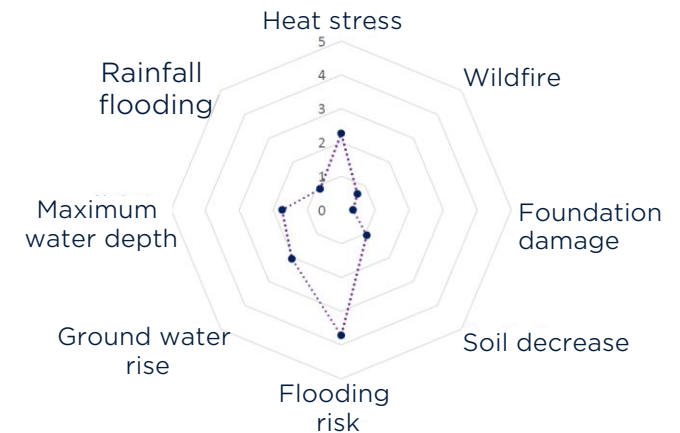 Heat stress
5
Rainfall
flooding
4
Wildfire
3
2
1
Maximum
water depth
0
Foundation
damage
Ground water
rise
Soil decrease
Flooding
risk